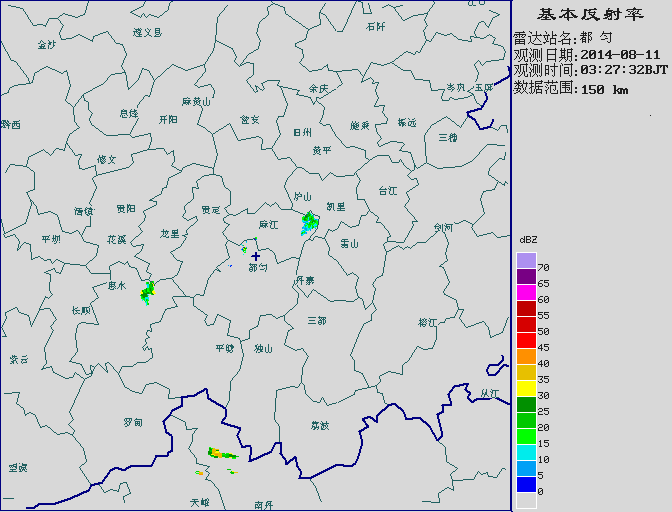 基本反射率
雷达站名:都匀
观测日期:2014-08-11
观测时间:03:27:32BJT
数据范围:150 km
dBZ
70
65
60
55
50
45
40
35
30
25
20
15
10
5
0
遵义县
石阡
金沙
余庆
岑巩
玉屏
瓮安
息烽
麻黄山
开阳
黔西
旧州
施秉
振远
三穗
黄平
修文
炉山
凯里
台江
清镇
贵阳
贵定
麻江
剑河
平坝
花溪
龙里
雷山
都匀
惠水
丹寨
长顺
三都
榕江
平塘
独山
紫云
从江
罗甸
荔波
望谟
天峨
南丹